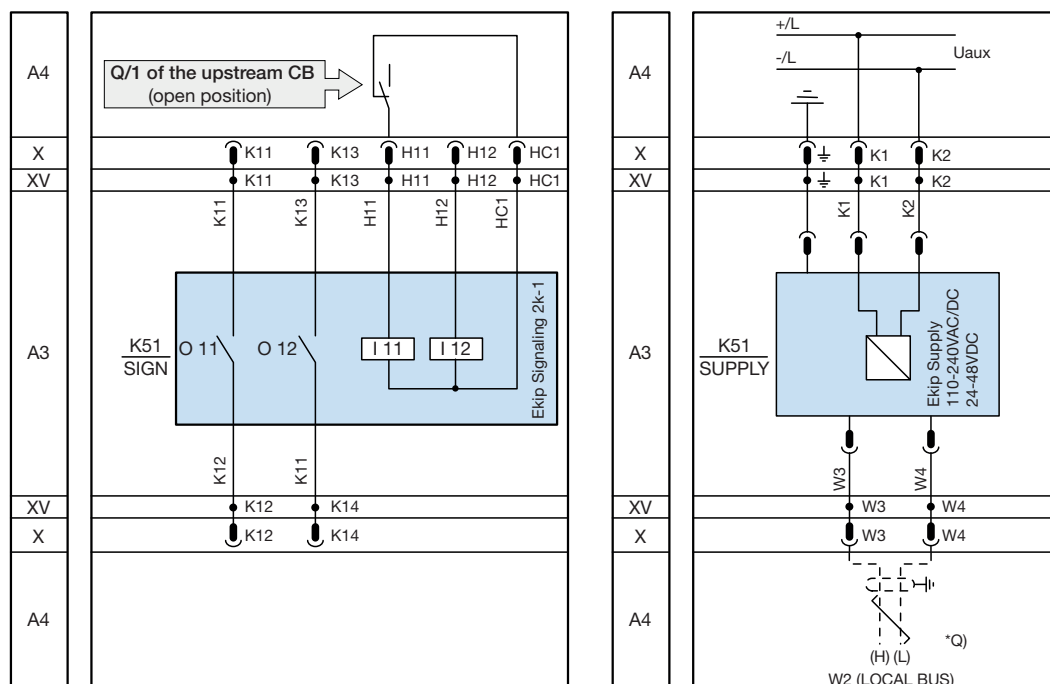 A4
Q/1 of the upstream CB
(open position)
X
K11 K13 H11 H12 HC1
XV
K11 K13 H11 H12 HC1
K11 K13 H11 H12 HC1
A3
K51
SIGN
O 11 O 12 I 11 I 12
Ekip Signaling 2k-1
K12 K11
XV
K12 K14
X
K12 K14
A4
A4
+/L
-/L
Uaux
X
K1 K2
XV
K1 K2
K1 K2
A3
K51
SUPPLY
Ekip Supply
110-240VAC/DC
24-48VDC
W3 W4
XV
W3 W4
X
W3 W4
A4
*Q)
(H) (L)
W2 (LOCAL BUS)